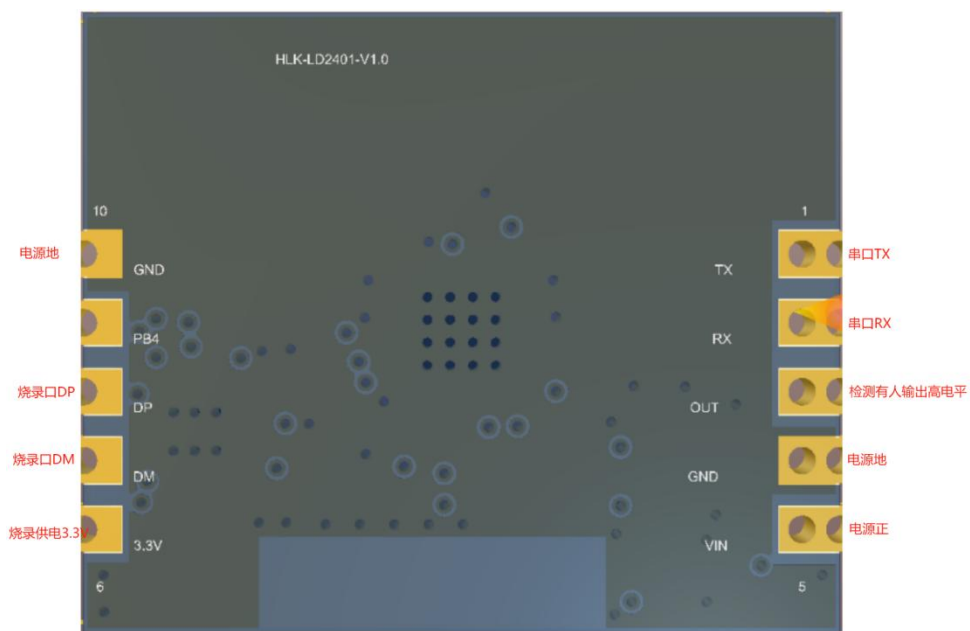 HLK-LD2401-V1.0
10
1
电源地
GND
TX
串口TX
PB4
RX
串口RX
烧录口DP
DP
OUT
检测有人输出高电平
烧录口DM
DM
GND
电源地
烧录供电3.3V
3.3V
VIN
电源正
6
5